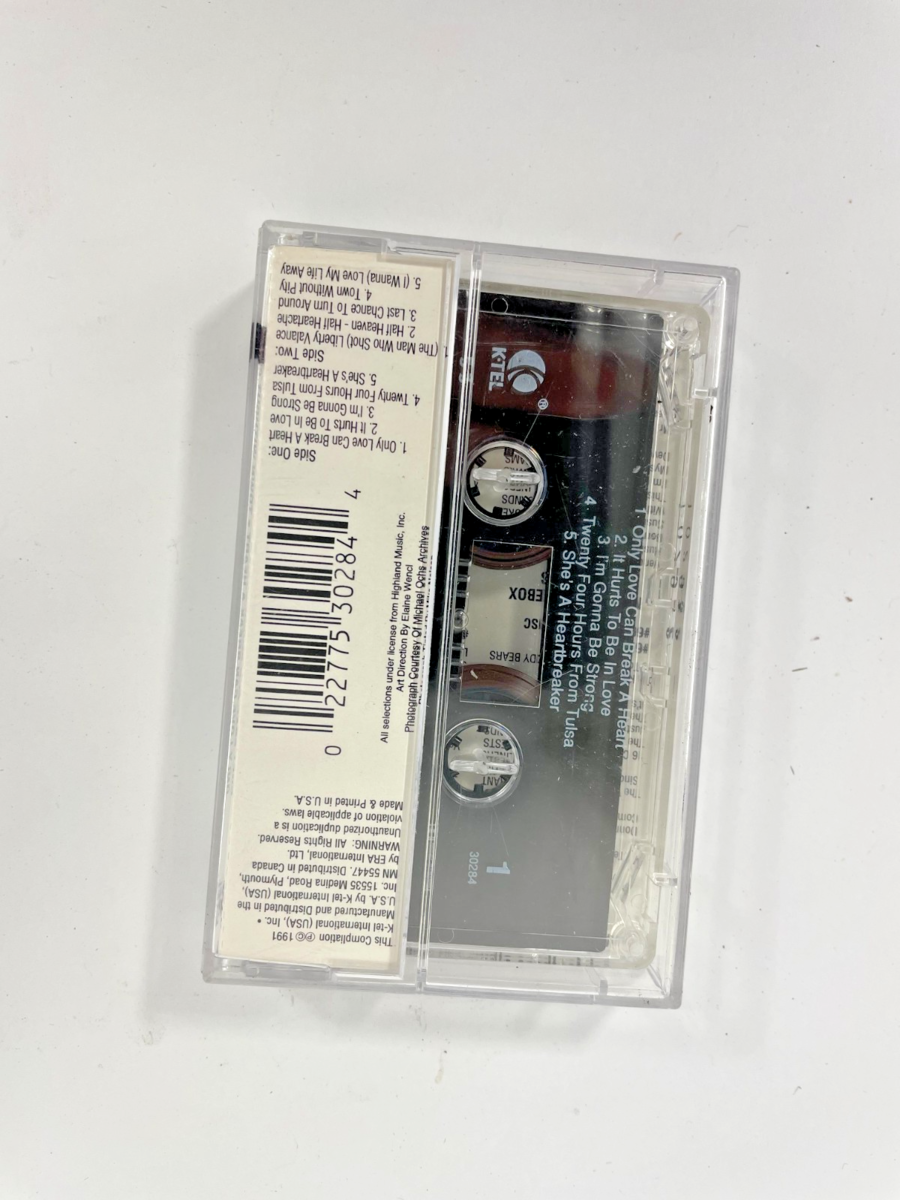 Side One:
1. Only Love Can Break A Heart
2. It Hurts To Be In Love
3. I'm Gonna Be Strong
4. Twenty Four Hours From Tulsa
5. She's A Heartbreaker
Side Two:
(The Man Who Shot) Liberty Valance
2. Half Heaven - Half Heartache
3. Last Chance To Turn Around
4. Town Without Pity
5. (I Wanna) Love My Life Away
0 22775 30284 4
All selections under license from Highland Music, Inc.
Art Direction By Elaine Wencl
Photograph Courtesy Of Michael Ochs Archives
This Compilation ℗© 1991
K-tel International (USA), Inc. •
Manufactured and Distributed in the
U.S.A. by K-tel International (USA),
Inc. 15535 Medina Road, Plymouth,
MN 55447. Distributed in Canada
by ERA International, Ltd.
WARNING: All Rights Reserved.
Unauthorized duplication is a
violation of applicable laws.
Made & Printed in U.S.A.
K-TEL®
1 Only Love Can Break A Heart
2. It Hurts To Be In Love
3. I'm Gonna Be Strong
4. Twenty Four Hours From Tulsa
5. She's A Heartbreaker
EBOX
DY BEARS
1
30284